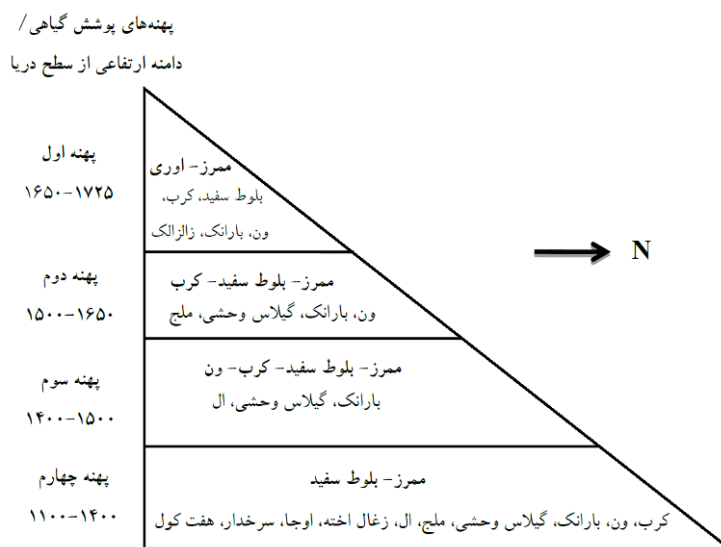 پهنه‌های پوشش گیاهی/
دامنه ارتفاعی از سطح دریا
پهنه اول
۱۶۵۰-۱۷۲۵
ممرز- اوری
بلوط سفید، کرب،
ون، بارانک، زالزالک
N
پهنه دوم
۱۵۰۰-۱۶۵۰
ممرز- بلوط سفید- کرب
ون، بارانک، گیلاس وحشی، ملج
پهنه سوم
۱۴۰۰-۱۵۰۰
ممرز- بلوط سفید- کرب- ون
بارانک، گیلاس وحشی، ال
پهنه چهارم
۱۱۰۰-۱۴۰۰
ممرز- بلوط سفید
کرب، ون، بارانک، گیلاس وحشی، ملج، ال، زغال اخته، اوجا، سرخدار، هفت کول